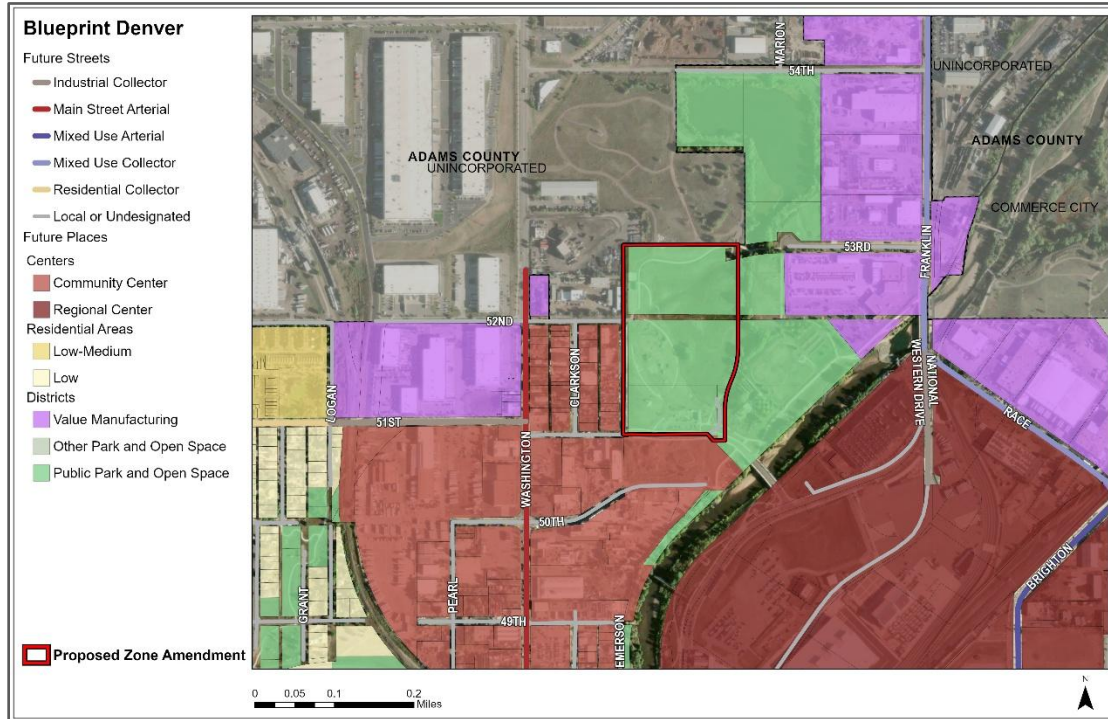 Blueprint Denver
Future Streets
Industrial Collector
Main Street Arterial
Mixed Use Arterial
Mixed Use Collector
Residential Collector
Local or Undesignated
Future Places
Centers
Community Center
Regional Center
Residential Areas
Low-Medium
Low
Districts
Value Manufacturing
Other Park and Open Space
Public Park and Open Space
Proposed Zone Amendment
MARION
54TH
UNINCORPORATED
ADAMS COUNTY
ADAMS COUNTY
UNINCORPORATED
COMMERCE CITY
53RD
FRANKLIN
52ND
CLARKSON
NATIONAL
WESTERN DRIVE
LOGAN
51ST
RACE
WASHINGTON
50TH
GRANT
PEARL
49TH
EMERSON
BRIGHTON
0 0.05 0.1 0.2
Miles
N